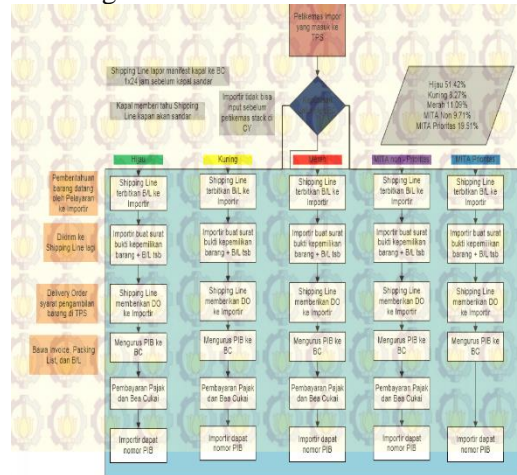 Petikemas Impor
yang masuk ke
TPS
Shipping Line lapor manifest kapal ke BC
1x24 jam sebelum kapal sandar
Kapal memberi tahu Shipping
Line kapan akan sandar
Importir tidak bisa
input sebelum
petikemas stack di
CY
Hijau 51.42%
Kuning 8.27%
Merah 11.09%
MITA Non 9.71%
MITA Prioritas 19.51%
Hijau
Kuning
Merah
MITA non Prioritas
MITA Prioritas
Pemberitahuan
barang datang
oleh Pelayaran
ke Importir
Shipping Line
terbitkan B/L ke
Importir
Shipping Line
terbitkan B/L ke
Importir
Shipping Line
terbitkan B/L ke
Importir
Shipping Line
terbitkan B/L ke
Importir
Shipping Line
terbitkan B/L ke
Importir
Dikirim ke
Shipping Line lagi
Importir buat surat
bukti kepemilikan
barang + B/L tab
Importir buat surat
bukti kepemilikan
barang + B/L tab
Importir buat surat
bukti kepemilikan
barang + B/L tab
Importir buat surat
bukti kepemilikan
barang + B/L tab
Importir buat surat
bukti kepemilikan
barang + B/L tab
Delivery Order
syarat pengambilan
barang di TPS
Shipping Line
memberikan DO
ke Importir
Shipping Line
memberikan DO
ke Importir
Shipping Line
memberikan DO
ke Importir
Shipping Line
memberikan DO
ke Importir
Shipping Line
memberikan DO
ke Importir
Bawa Invoice, Packing
List, dan B/L
Mengurus PIB ke
BC
Mengurus PIB ke
BC
Mengurus PIB ke
BC
Mengurus PIB ke
BC
Mengurus PIB ke
BC
Pembayaran Pajak
dan Bea Cukai
Pembayaran Pajak
dan Bea Cukai
Pembayaran Pajak
dan Bea Cukai
Pembayaran Pajak
dan Bea Cukai
Importir dapat
nomor PIB
Importir dapat
nomor PIB
Importir dapat
nomor PIB
Importir dapat
nomor PIB
Importir dapat
nomor PIB